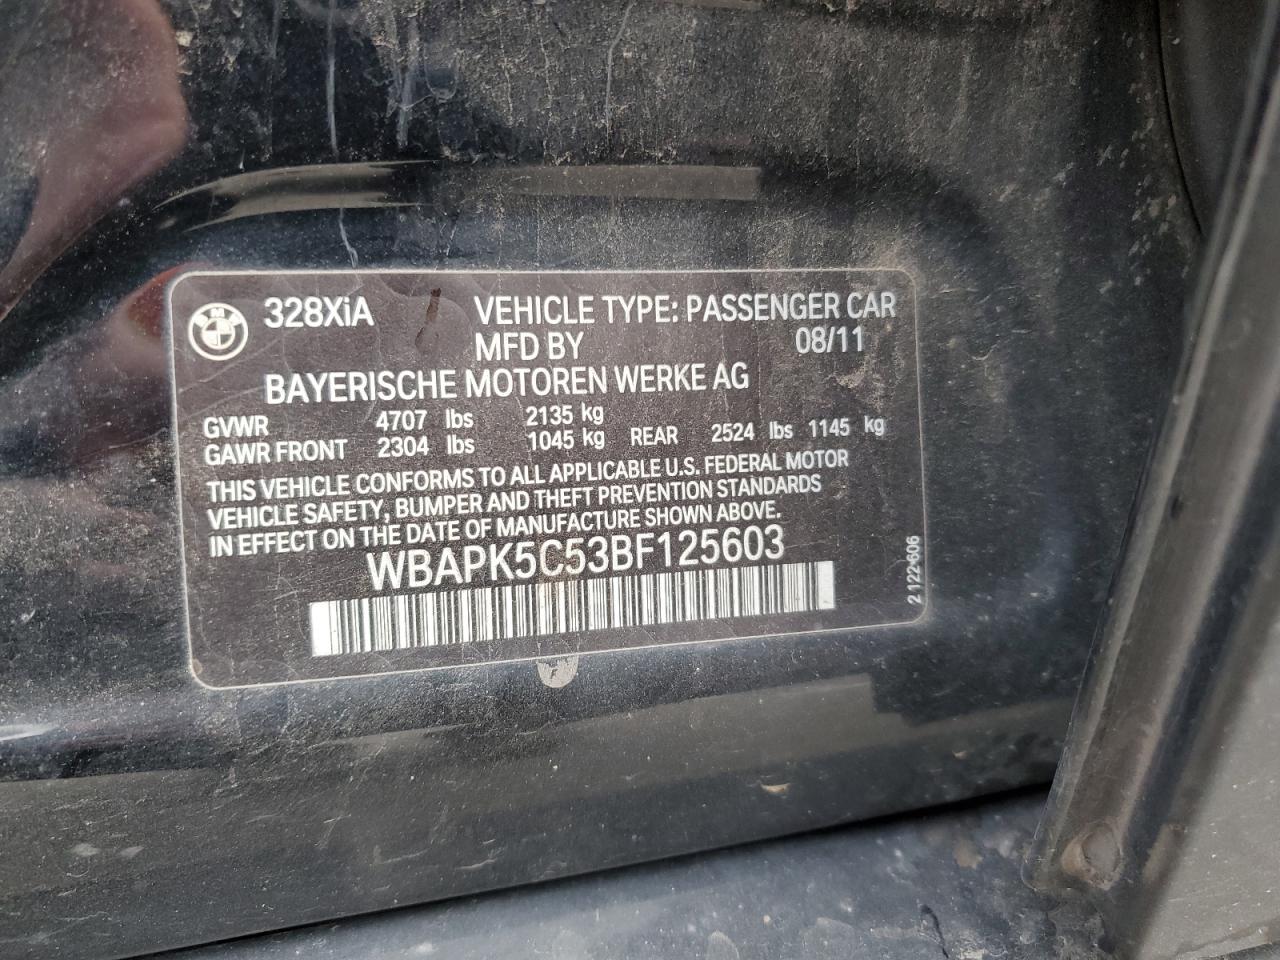 BMW 328XiA VEHICLE TYPE: PASSENGER CAR
MFD BY 08/11
BAYERISCHE MOTOREN WERKE AG
GVWR 4707 lbs 2135 kg
GAWR FRONT 2304 lbs 1045 kg REAR 2524 lbs 1145 kg
THIS VEHICLE CONFORMS TO ALL APPLICABLE U.S. FEDERAL MOTOR
VEHICLE SAFETY, BUMPER AND THEFT PREVENTION STANDARDS
IN EFFECT ON THE DATE OF MANUFACTURE SHOWN ABOVE.
WBAPK5C53BF125603
2 122-606
F